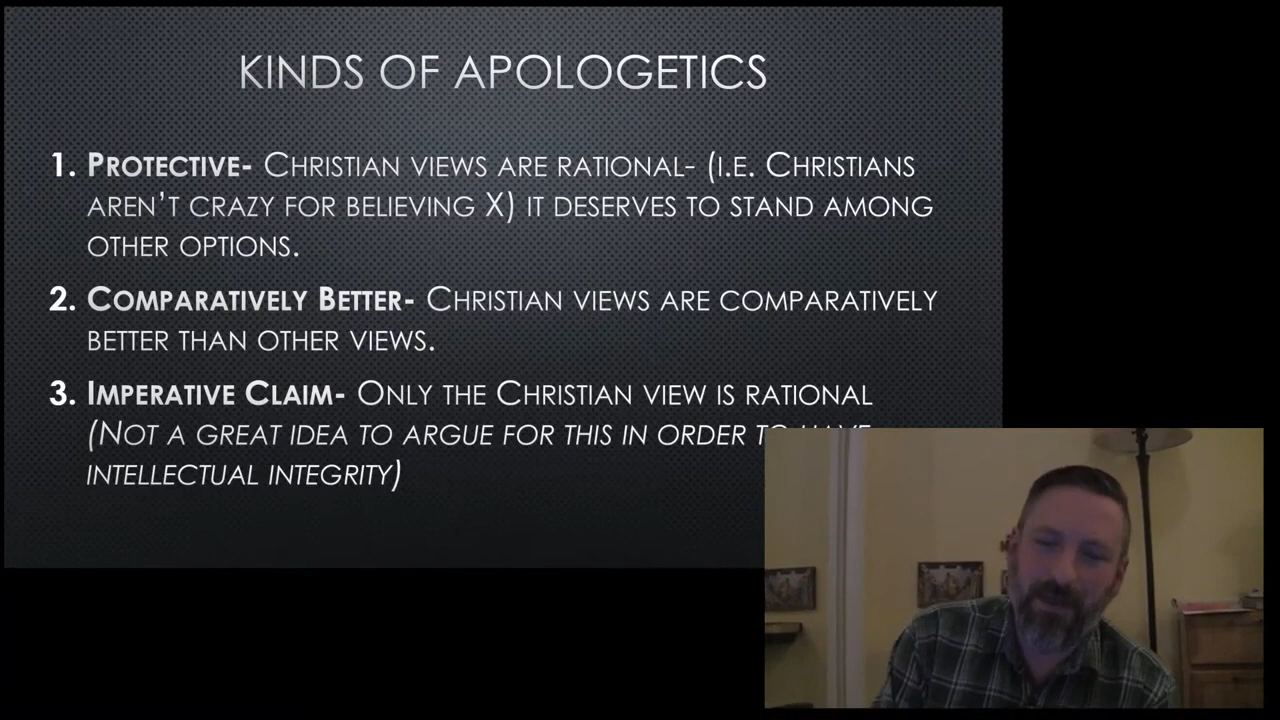 KINDS OF APOLOGETICS
1. PROTECTIVE- CHRISTIAN VIEWS ARE RATIONAL- (I.E. CHRISTIANS
AREN'T CRAZY FOR BELIEVING X) IT DESERVES TO STAND AMONG
OTHER OPTIONS.
2. COMPARATIVELY BETTER- CHRISTIAN VIEWS ARE COMPARATIVELY
BETTER THAN OTHER VIEWS.
3. IMPERATIVE CLAIM- ONLY THE CHRISTIAN VIEW IS RATIONAL
(NOT A GREAT IDEA TO ARGUE FOR THIS IN ORDER TO HAVE
INTELLECTUAL INTEGRITY)